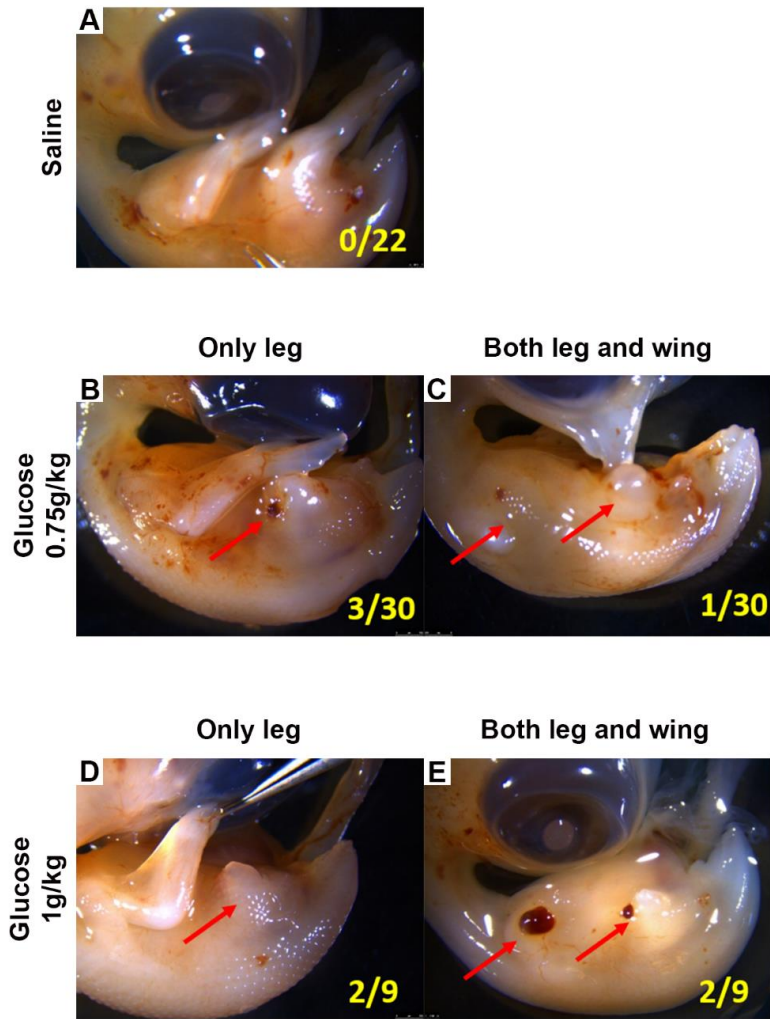 A
Saline
0/22
Only leg
Both leg and wing
B
C
Glucose
0.75g/kg
3/30
1/30
Only leg
Both leg and wing
D
E
Glucose
1g/kg
2/9
2/9